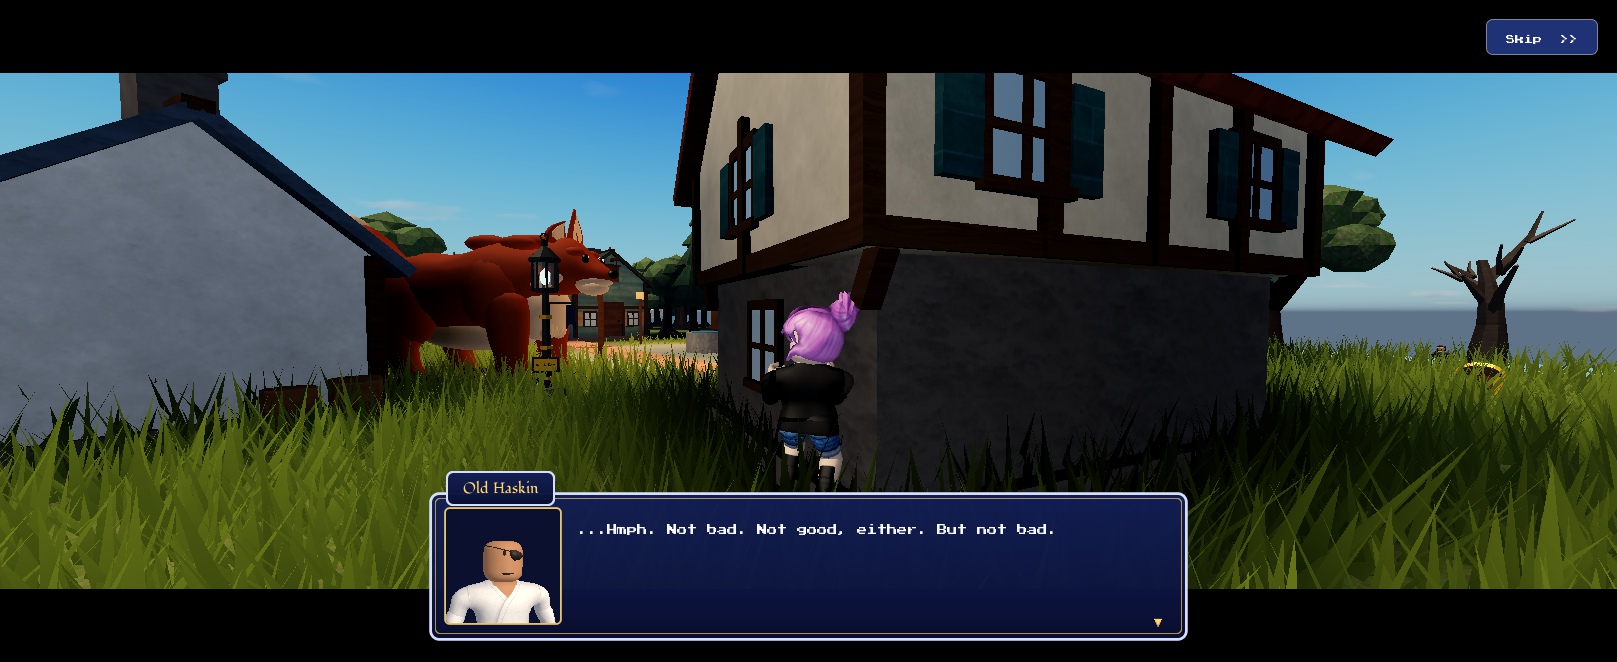 Skip >>
Old Haskin
...Hmph. Not bad. Not good, either. But not bad.